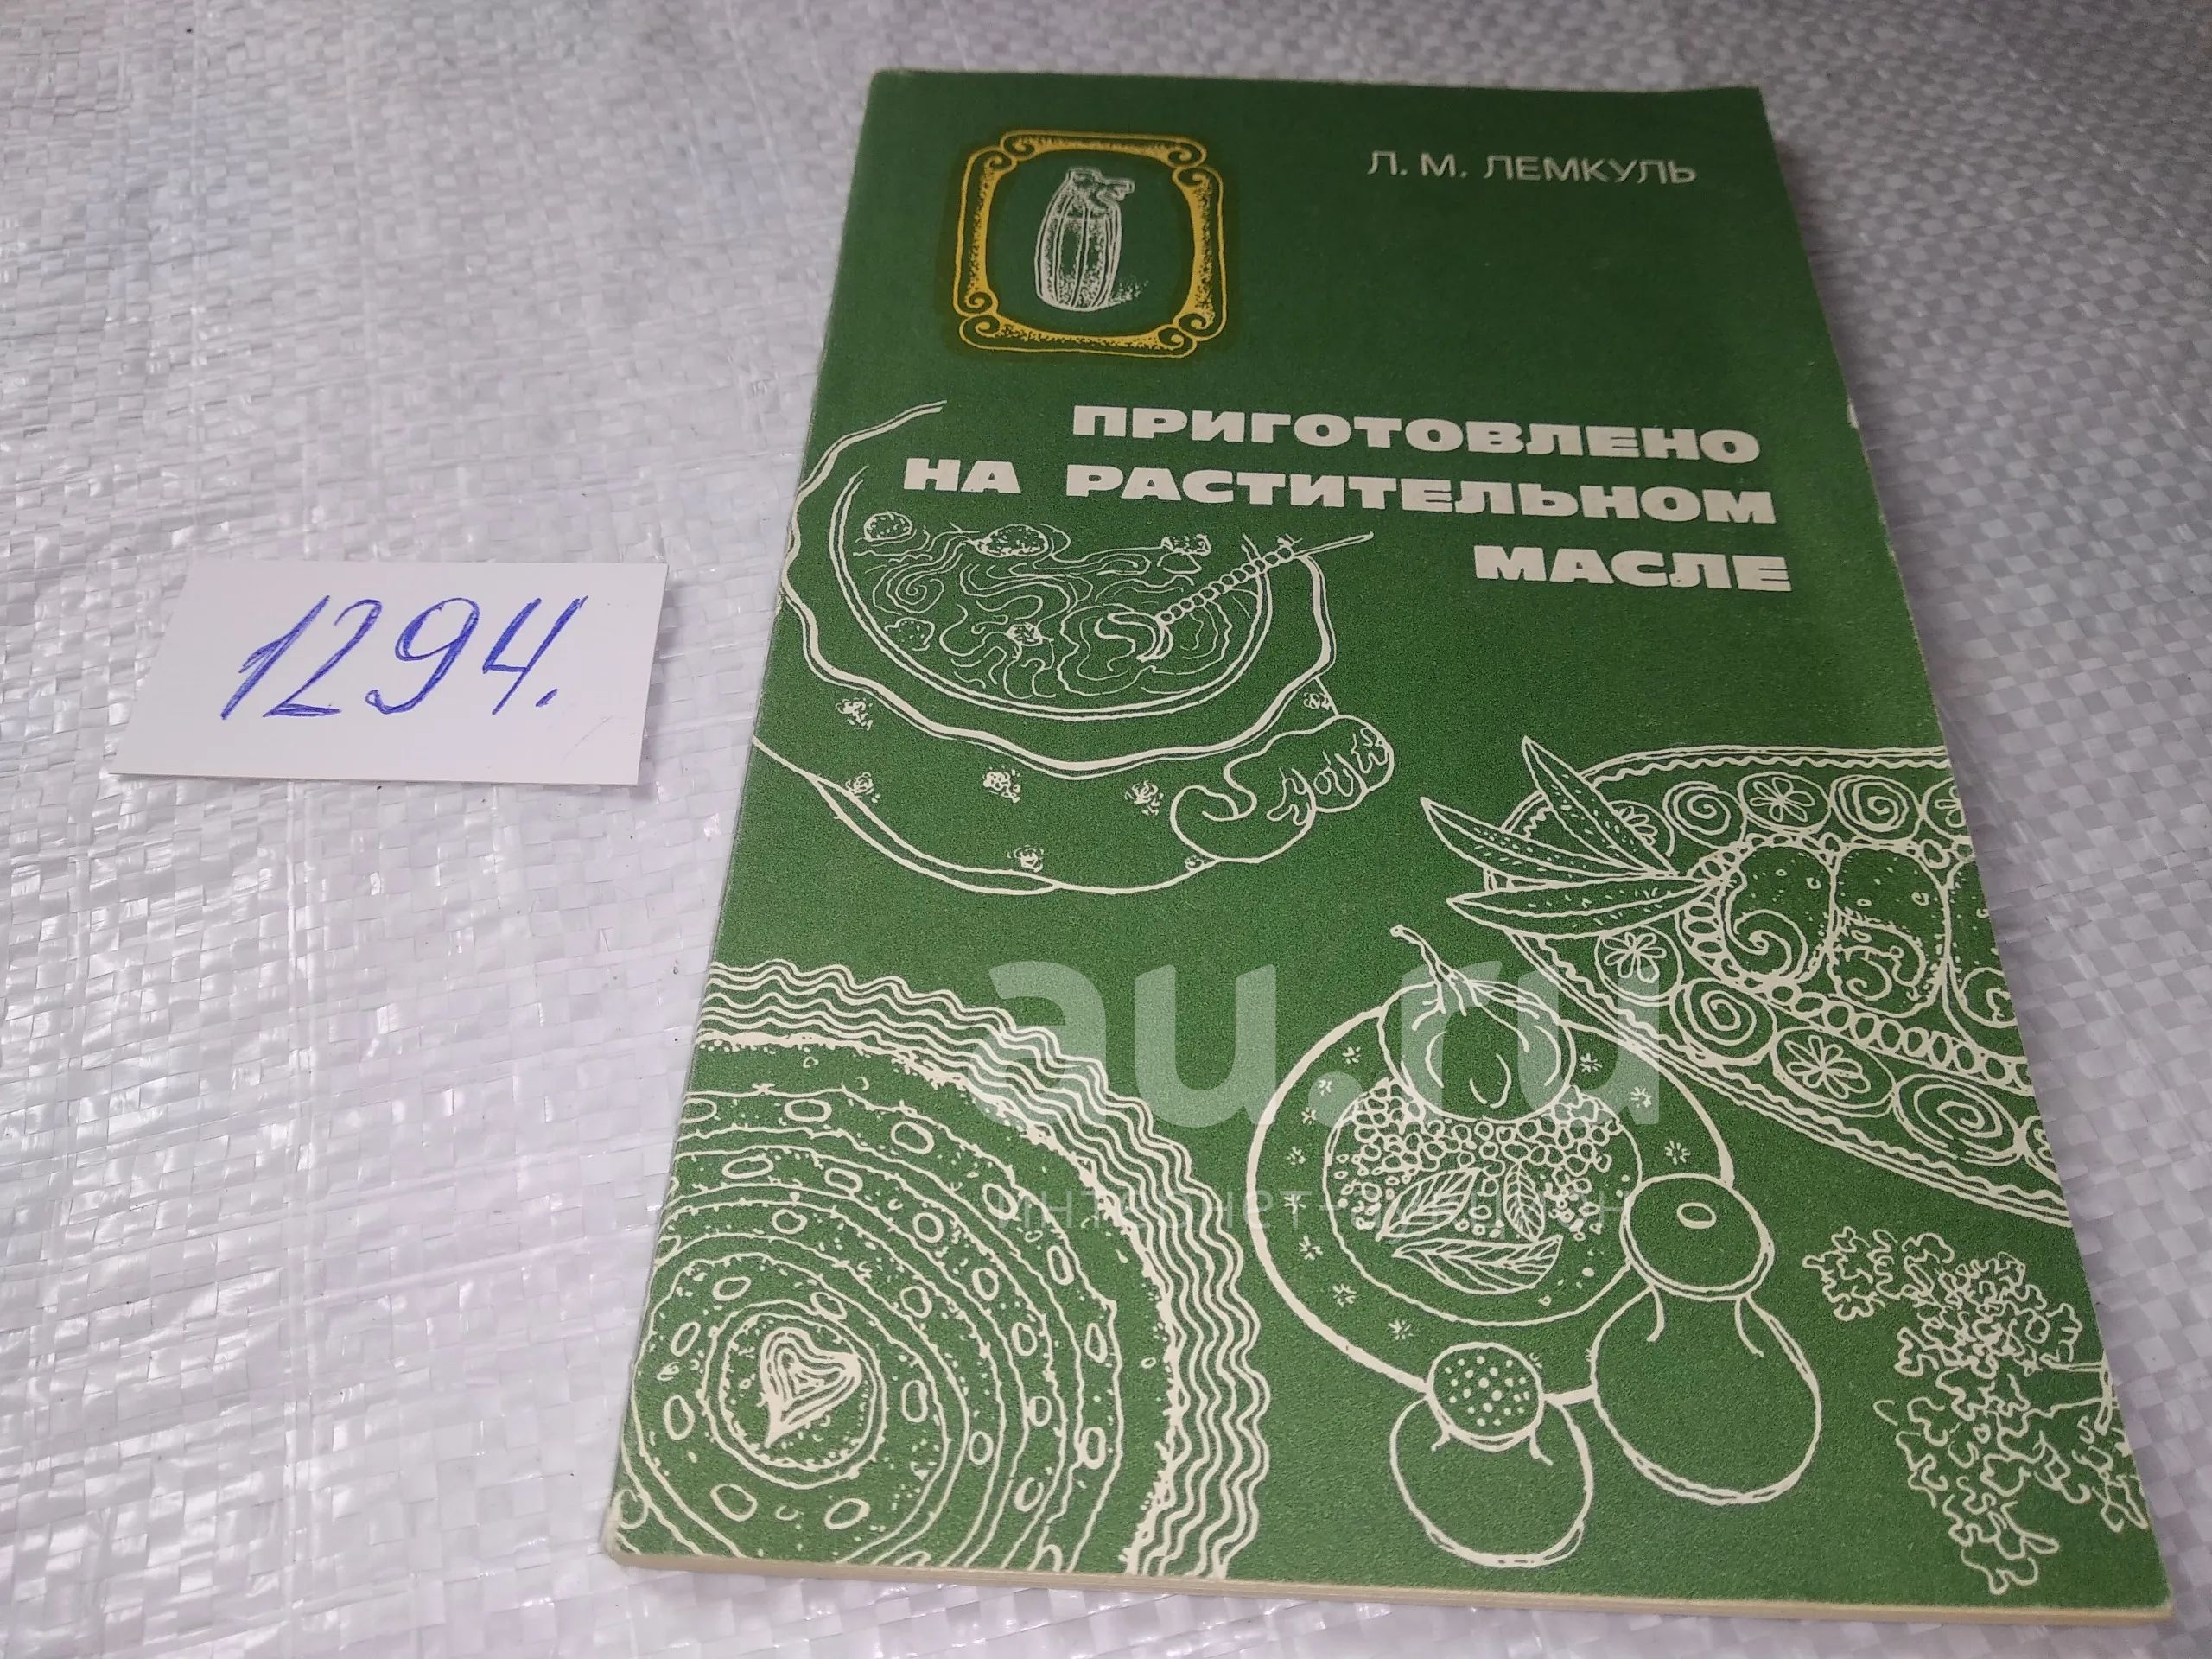 Л. М. ЛЕМКУЛЬ
ПРИГОТОВЛЕНО
НА РАСТИТЕЛЬНОМ
МАСЛЕ
1294.
au.ru